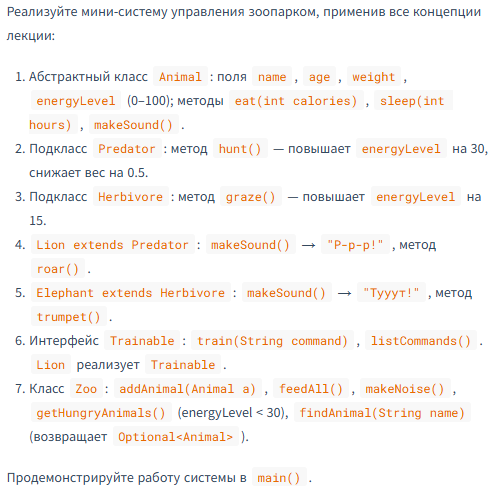 Реализуйте мини-систему управления зоопарком, применив все концепции
лекции:
1. Абстрактный класс Animal : поля name , age , weight ,
energyLevel (0–100); методы eat(int calories) , sleep(int
hours) , makeSound() .
2. Подкласс Predator : метод hunt() — повышает energyLevel на 30,
снижает вес на 0.5.
3. Подкласс Herbivore : метод graze() — повышает energyLevel на
15.
4. Lion extends Predator : makeSound() → "Р-р-р!" , метод
roar() .
5. Elephant extends Herbivore : makeSound() → "Тууут!" , метод
trumpet() .
6. Интерфейс Trainable : train(String command) , listCommands() .
Lion реализует Trainable .
7. Класс Zoo : addAnimal(Animal a) , feedAll() , makeNoise() ,
getHungryAnimals() (energyLevel < 30), findAnimal(String name)
(возвращает Optional<Animal> ).
Продемонстрируйте работу системы в main() .